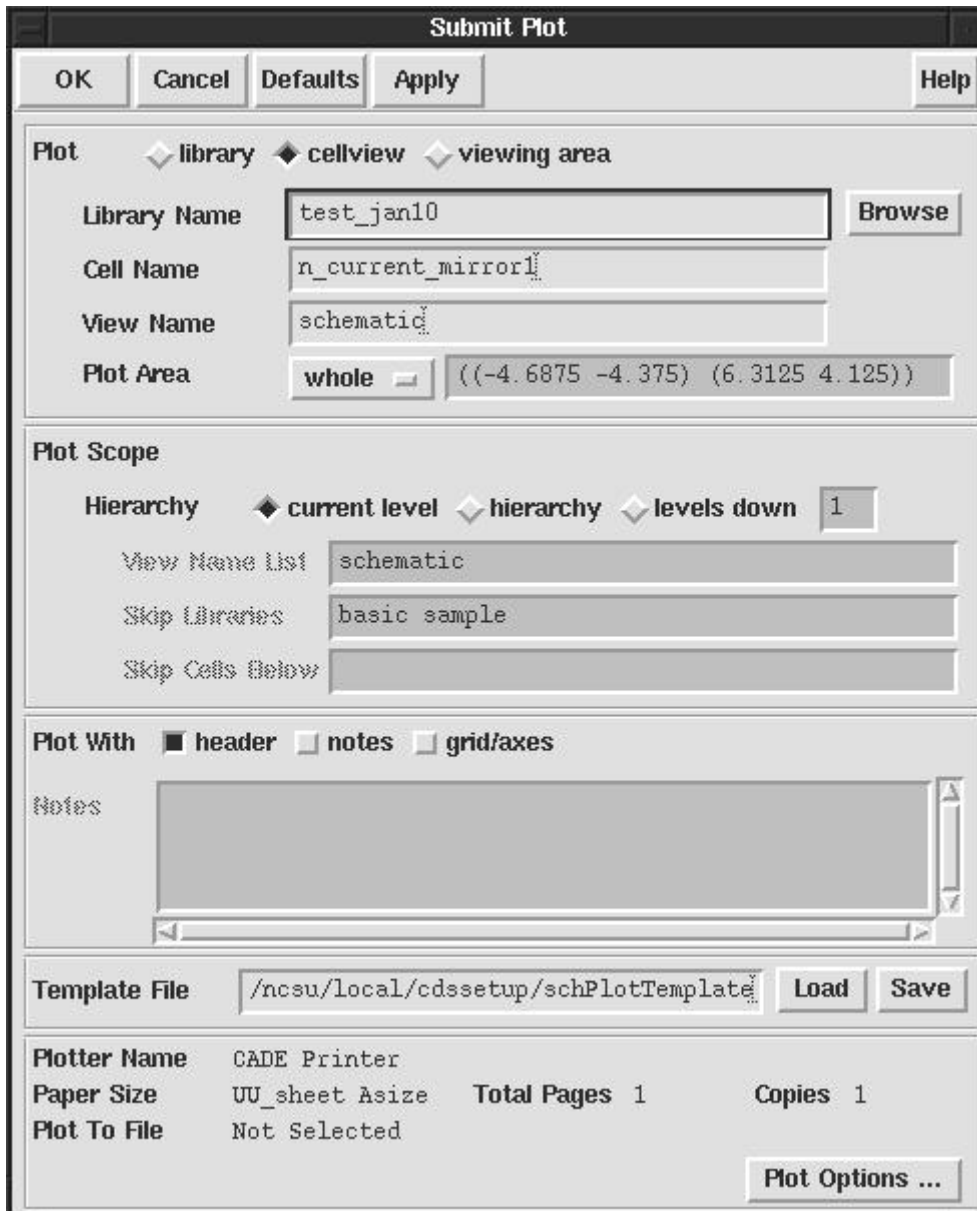 Submit Plot
OK Cancel Defaults Apply Help
Plot library cellview viewing area
Library Name test_jan10 Browse
Cell Name n_current_mirror1
View Name schematic
Plot Area whole ((-4.6875 -4.375) (6.3125 4.125))
Plot Scope
Hierarchy current level hierarchy levels down 1
View Name List schematic
Skip Libraries basic sample
Skip Cells Below
Plot With header notes grid/axes
Notes
Template File /ncsu/local/cdssetup/schPlotTemplate Load Save
Plotter Name CADE Printer
Paper Size UU_sheet Asize Total Pages 1 Copies 1
Plot To File Not Selected
Plot Options ...